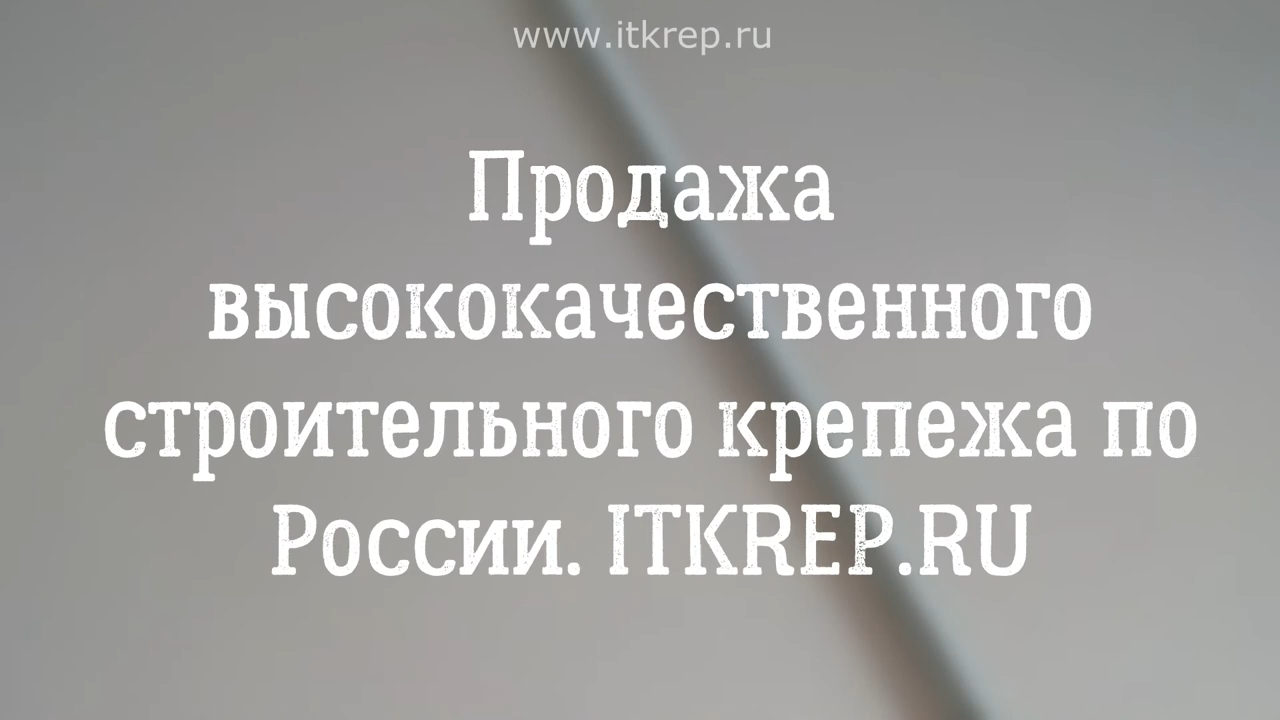 www.itkrep.ru
Продажа
высококачественного
строительного крепежа по
России. ITKREP.RU